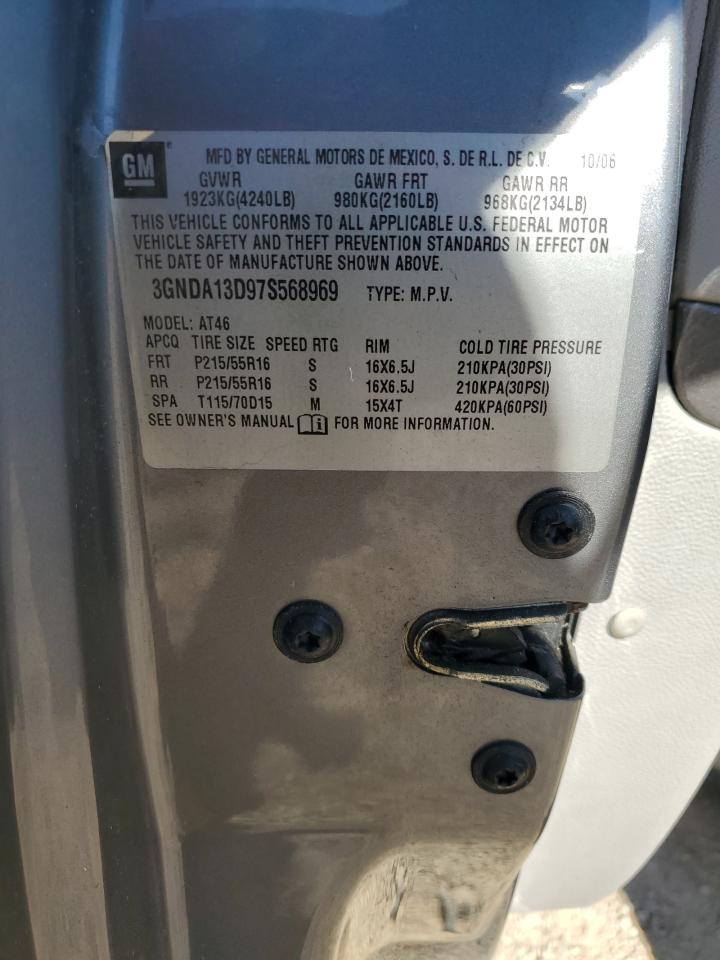 GM ® MFD BY GENERAL MOTORS DE MEXICO, S. DE R.L. DE C.V. 10/06
GVWR GAWR FRT GAWR RR
1923KG(4240LB) 980KG(2160LB) 968KG(2134LB)
THIS VEHICLE CONFORMS TO ALL APPLICABLE U.S. FEDERAL MOTOR
VEHICLE SAFETY AND THEFT PREVENTION STANDARDS IN EFFECT ON
THE DATE OF MANUFACTURE SHOWN ABOVE.
3GNDA13D97S568969 TYPE: M.P.V.
MODEL: AT46
APCQ TIRE SIZE SPEED RTG RIM COLD TIRE PRESSURE
FRT P215/55R16 S 16X6.5J 210KPA(30PSI)
RR P215/55R16 S 16X6.5J 210KPA(30PSI)
SPA T115/70D15 M 15X4T 420KPA(60PSI)
SEE OWNER'S MANUAL FOR MORE INFORMATION.